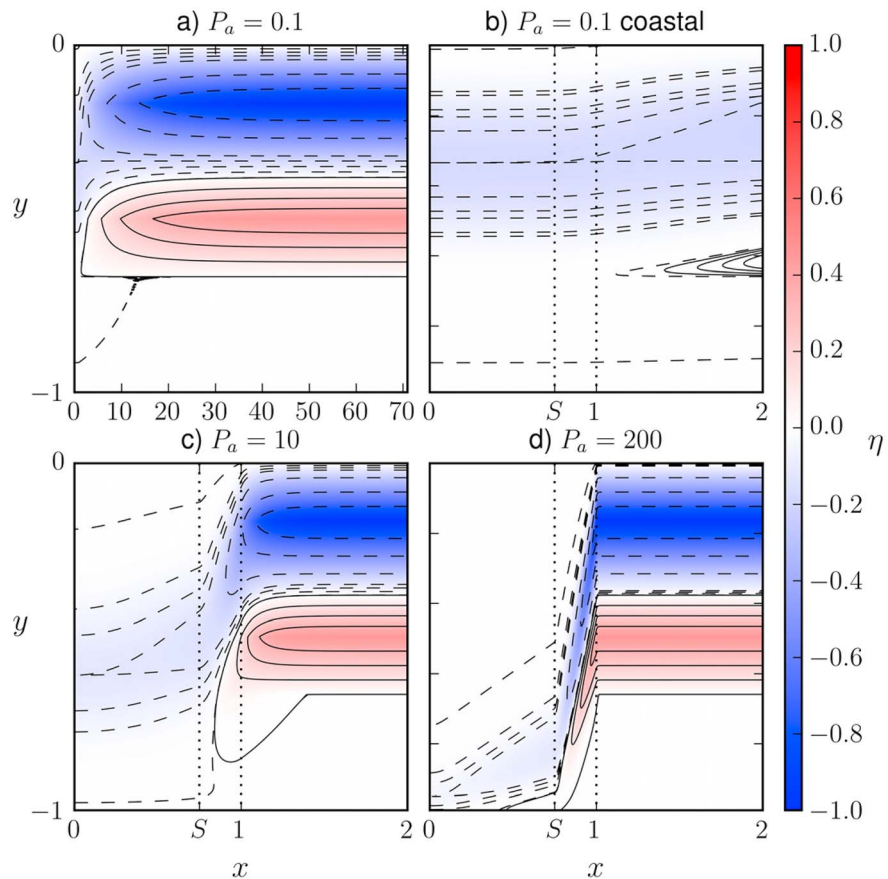 a) P_a = 0.1
b) P_a = 0.1 coastal
0
y
−1
0 10 20 30 40 50 60 70
0 S 1 2
1.0
0.8
0.6
0.4
0.2
0.0
−0.2
−0.4
−0.6
−0.8
−1.0
η
c) P_a = 10
d) P_a = 200
0
y
−1
0 S 1 2
0 S 1 2
x
x